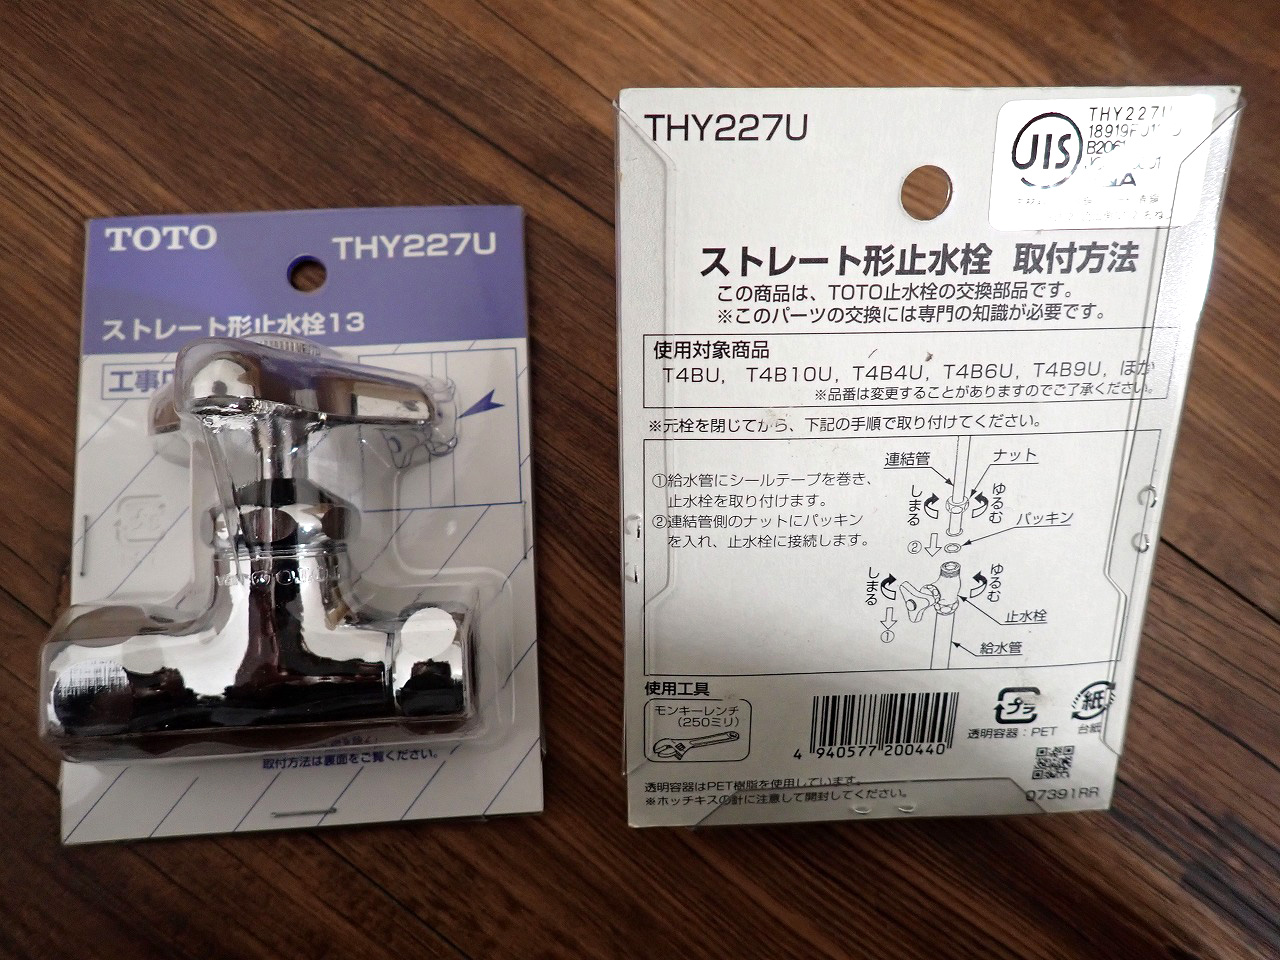 TOTO
THY227U
ストレート形止水栓13
工事
取付方法は裏面をご覧ください。
THY227U
JIS
THY227U
ストレート形止水栓 取付方法
この商品は、TOTO止水栓の交換部品です。
※このパーツの交換には専門の知識が必要です。
使用対象商品
T4BU, T4B10U, T4B4U, T4B6U, T4B9U, ほか
※品番は変更することがありますのでご了承ください。
※元栓を閉じてから、下記の手順で取り付けてください。
①給水管にシールテープを巻き、
止水栓を取り付けます。
②連結管側のナットにパッキン
を入れ、止水栓に接続します。
連結管
ナット
しまる
ゆるむ
パッキン
②
しまる
ゆるむ
①
止水栓
給水管
使用工具
モンキーレンチ
(250ミリ)
4 940577 200440
プラ
透明容器:PET
紙
台紙
透明容器はPET樹脂を使用しています。
※ホッチキスの針に注意して開封してください。
07391RR